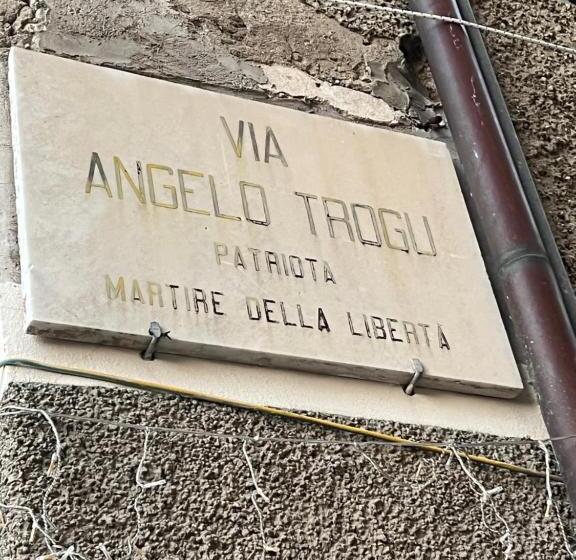 VIA
ANGELO TROGU
PATRIOTA
MARTIRE DELLA LIBERTÀ